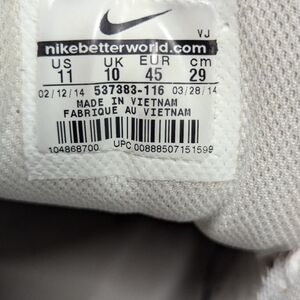 VJ
nikebetterworld.com
US UK EUR cm
11 10 45 29
02/12/14 537383-116 03/28/14
MADE IN VIETNAM
FABRIQUE AU VIETNAM
104868700 UPC 00888507151599